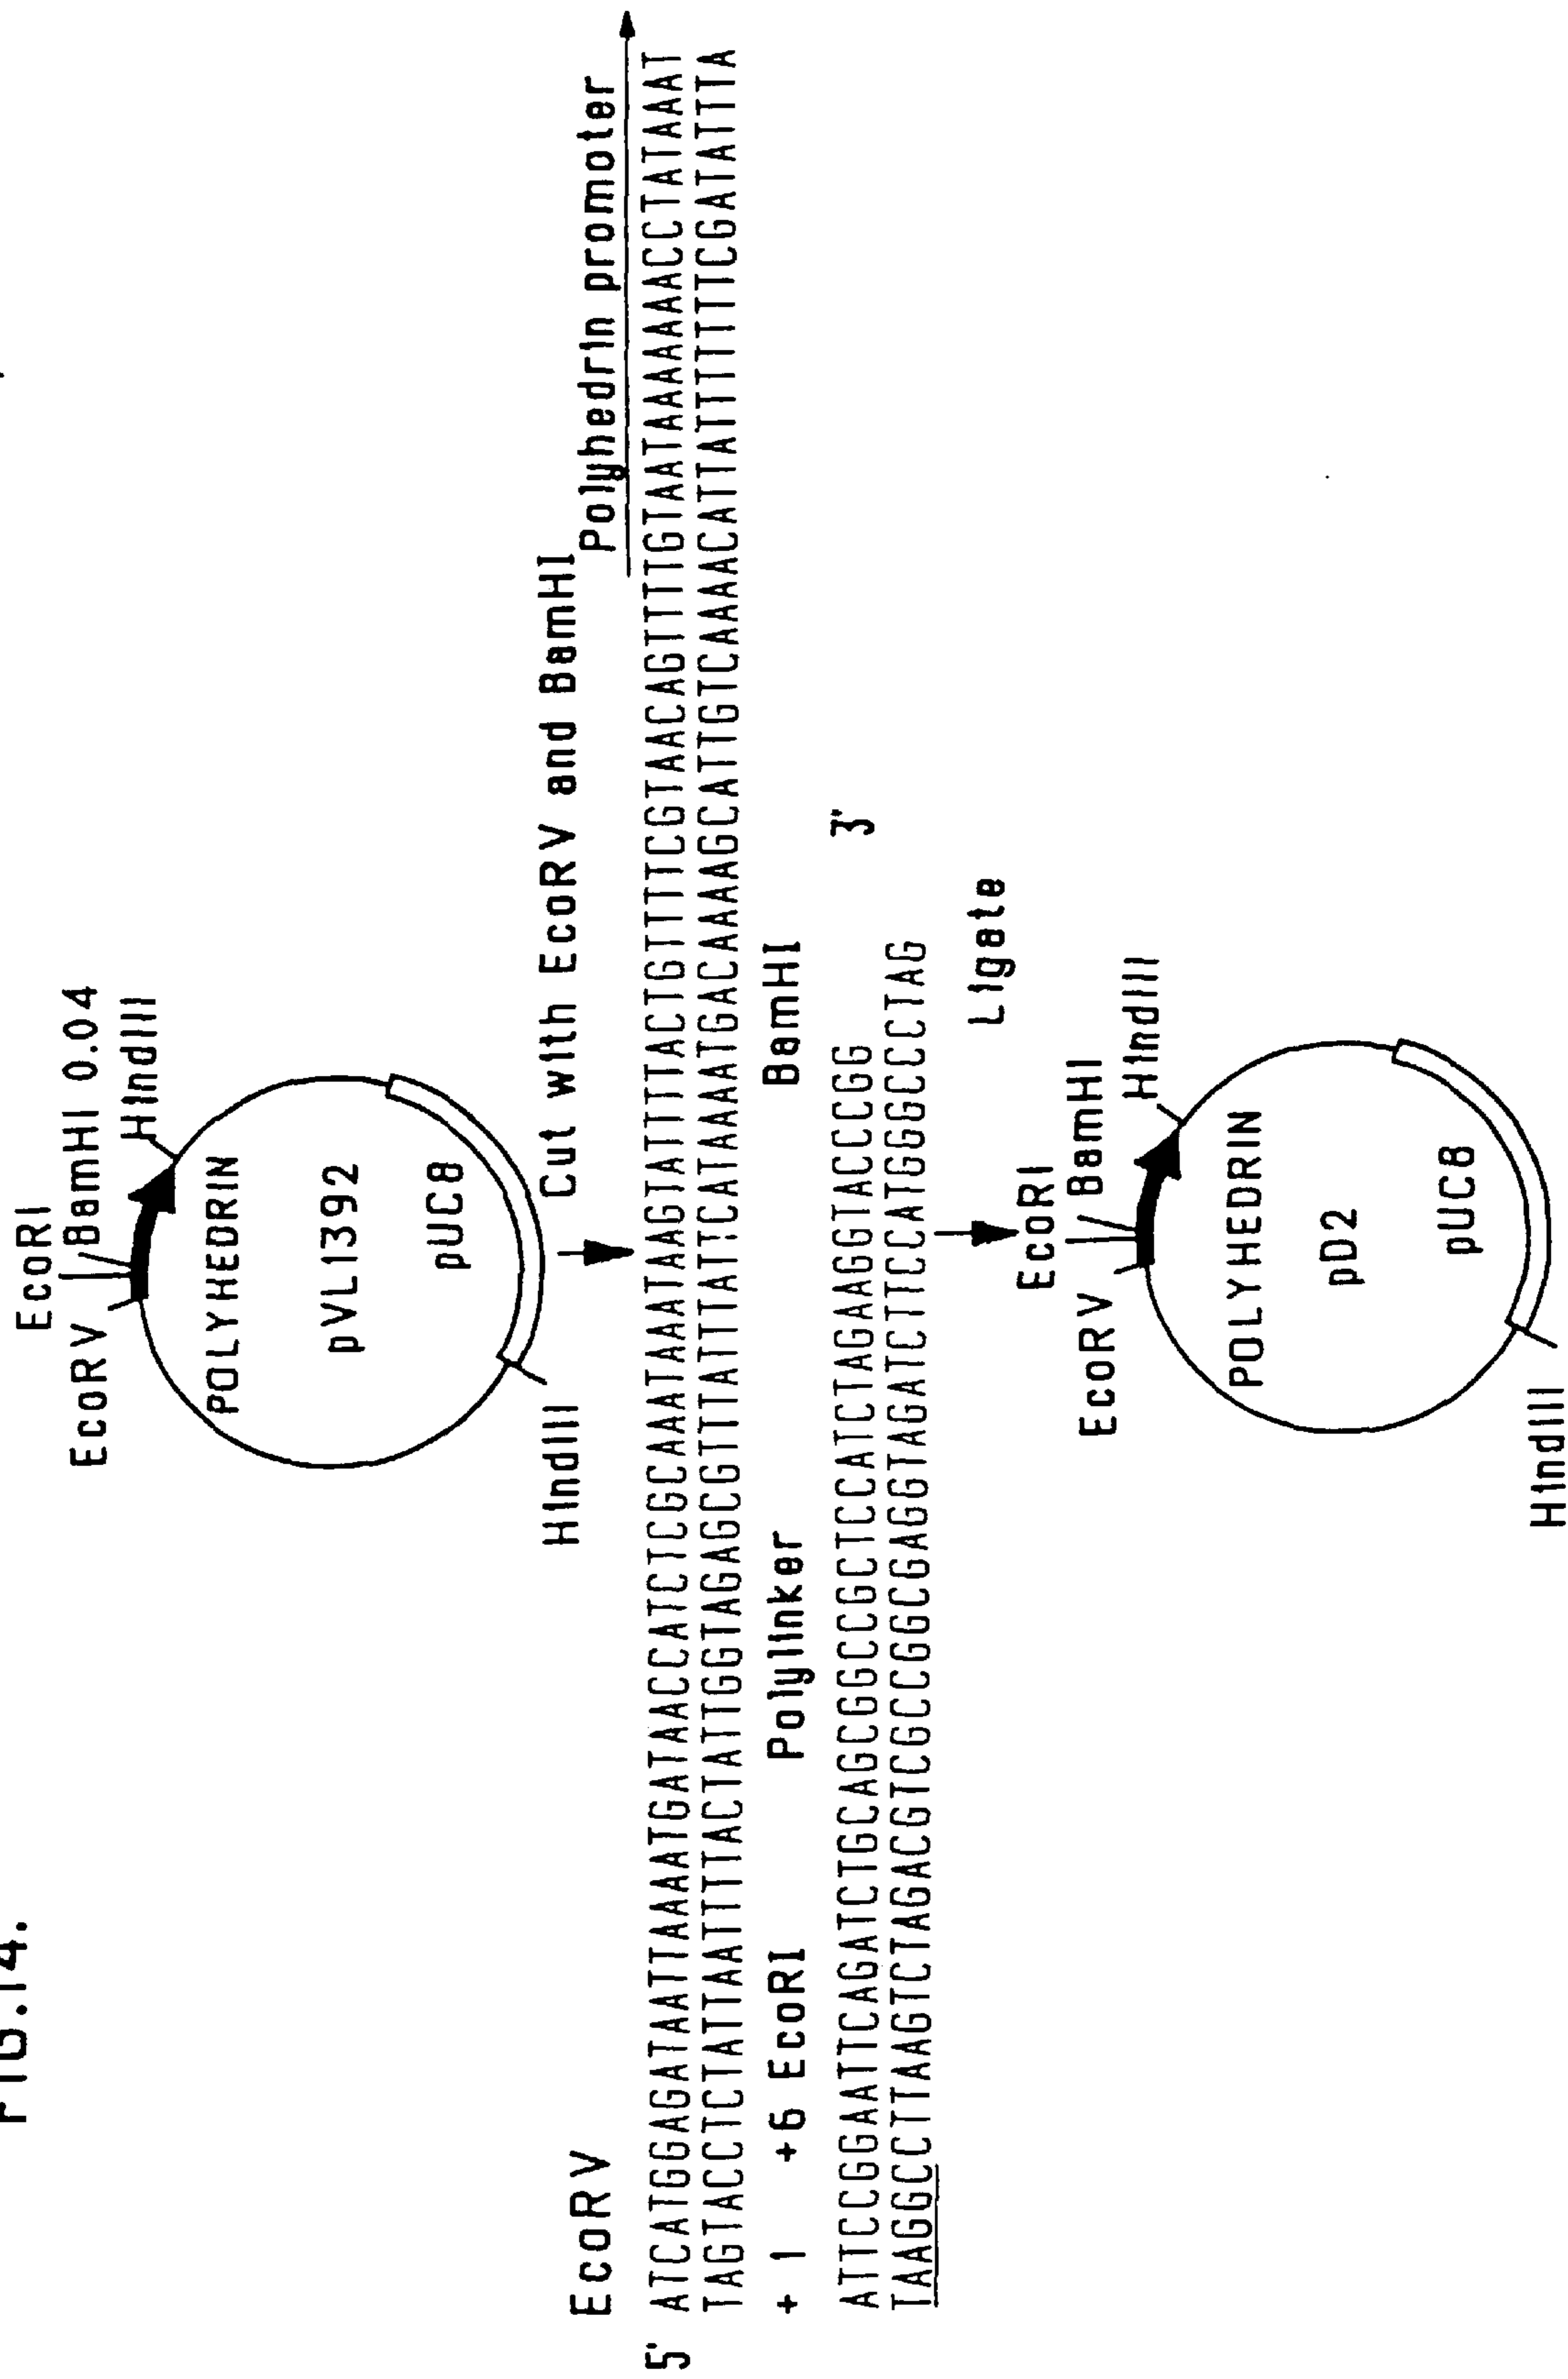 FIG.14.
EcoRI
EcoRV BamHI 0.04
HindIII
POLYHEDRIN
pVL1392
pUC8
HindIII
Cut with EcoRV and BamHI
EcoRV
Polyhedrin promoter
5' ATCATGGAGATAATTAAAATGATAACCATCTCGCAAATAAATAAGTATTTTACTGTTTTCGTAACAGTTTTGTAATAAAAAAACCTATAAAT
TAGTACCTCTATTAATTTTACTATTGGTAGAGCGTTTATTTATTCATAAAATGACAAAAGCATTGTCAAAACATTATTTTTTTCGATATTTA
+ 1 +6 EcoRI Polylinker BamHI
ATTCCGGAATTCAGATCTGCAGCGGCCGCTCCATCTAGAAGGTACCCGG 3'
TAAGGCCTTAAGTCTAGACGTCGCCGGCGAGGTAGATCTTCCATGGGCCCTAG
Ligate
EcoRI
EcoRV BamHI
HindIII
POLYHEDRIN
pD2
pUC8
HindIII